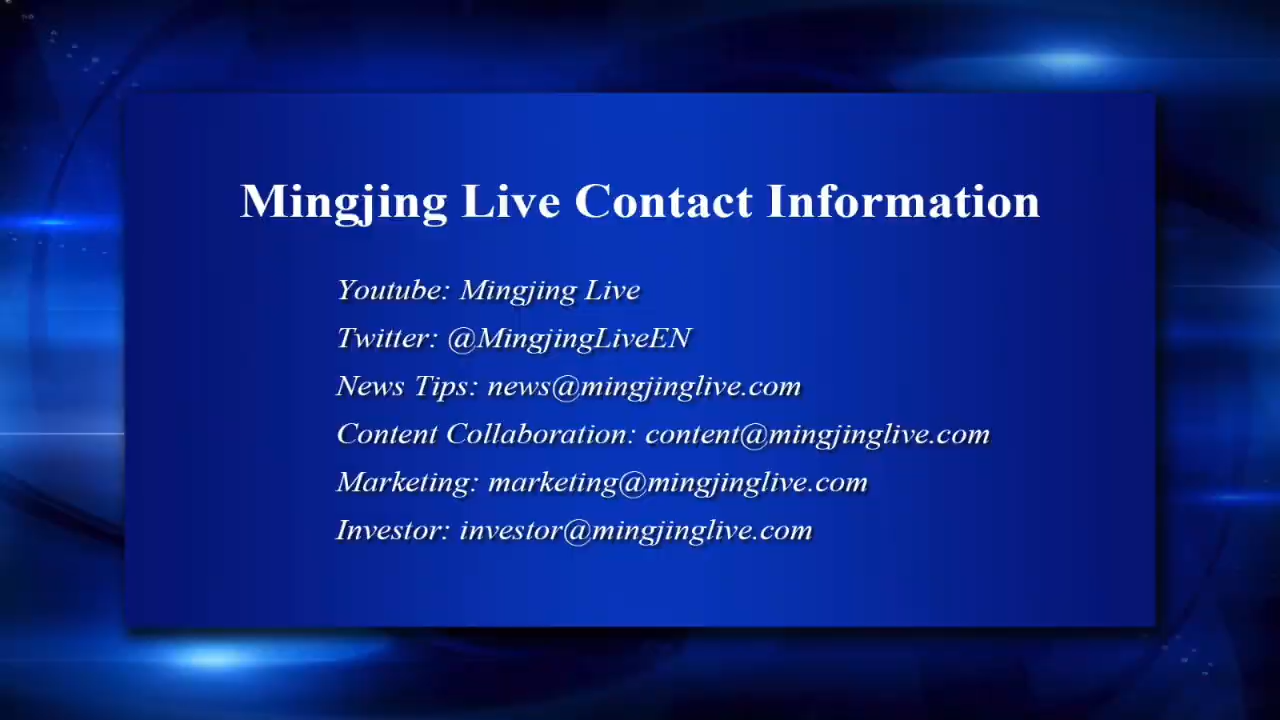 Mingjing Live Contact Information
Youtube: Mingjing Live
Twitter: @MingjingLiveEN
News Tips: news@mingjinglive.com
Content Collaboration: content@mingjinglive.com
Marketing: marketing@mingjinglive.com
Investor: investor@mingjinglive.com